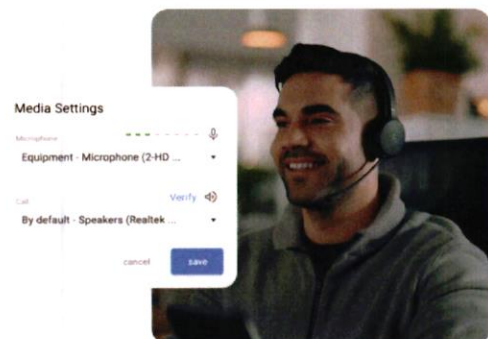 Media Settings
Microphone
Equipment - Microphone (2-HD ...
Call
Verify
By default - Speakers (Realtek ...
cancel
save